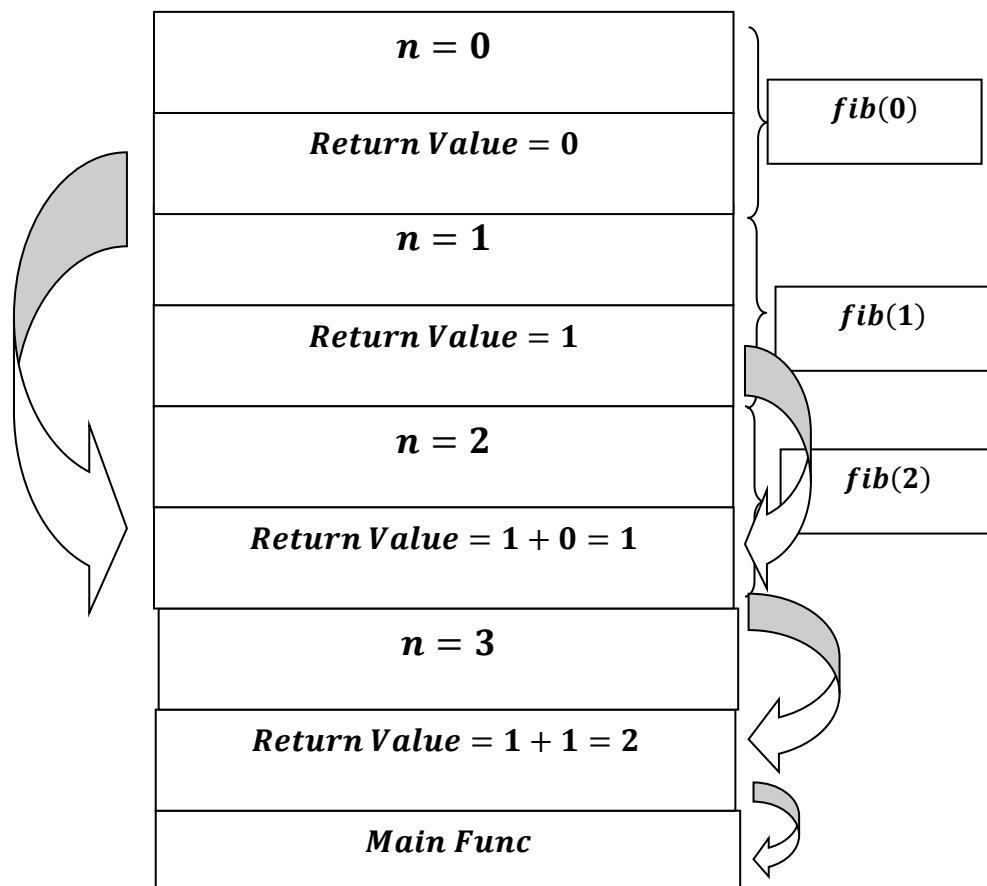 n = 0
fib(0)
Return Value = 0
n = 1
fib(1)
Return Value = 1
n = 2
fib(2)
Return Value = 1 + 0 = 1
n = 3
Return Value = 1 + 1 = 2
Main Func